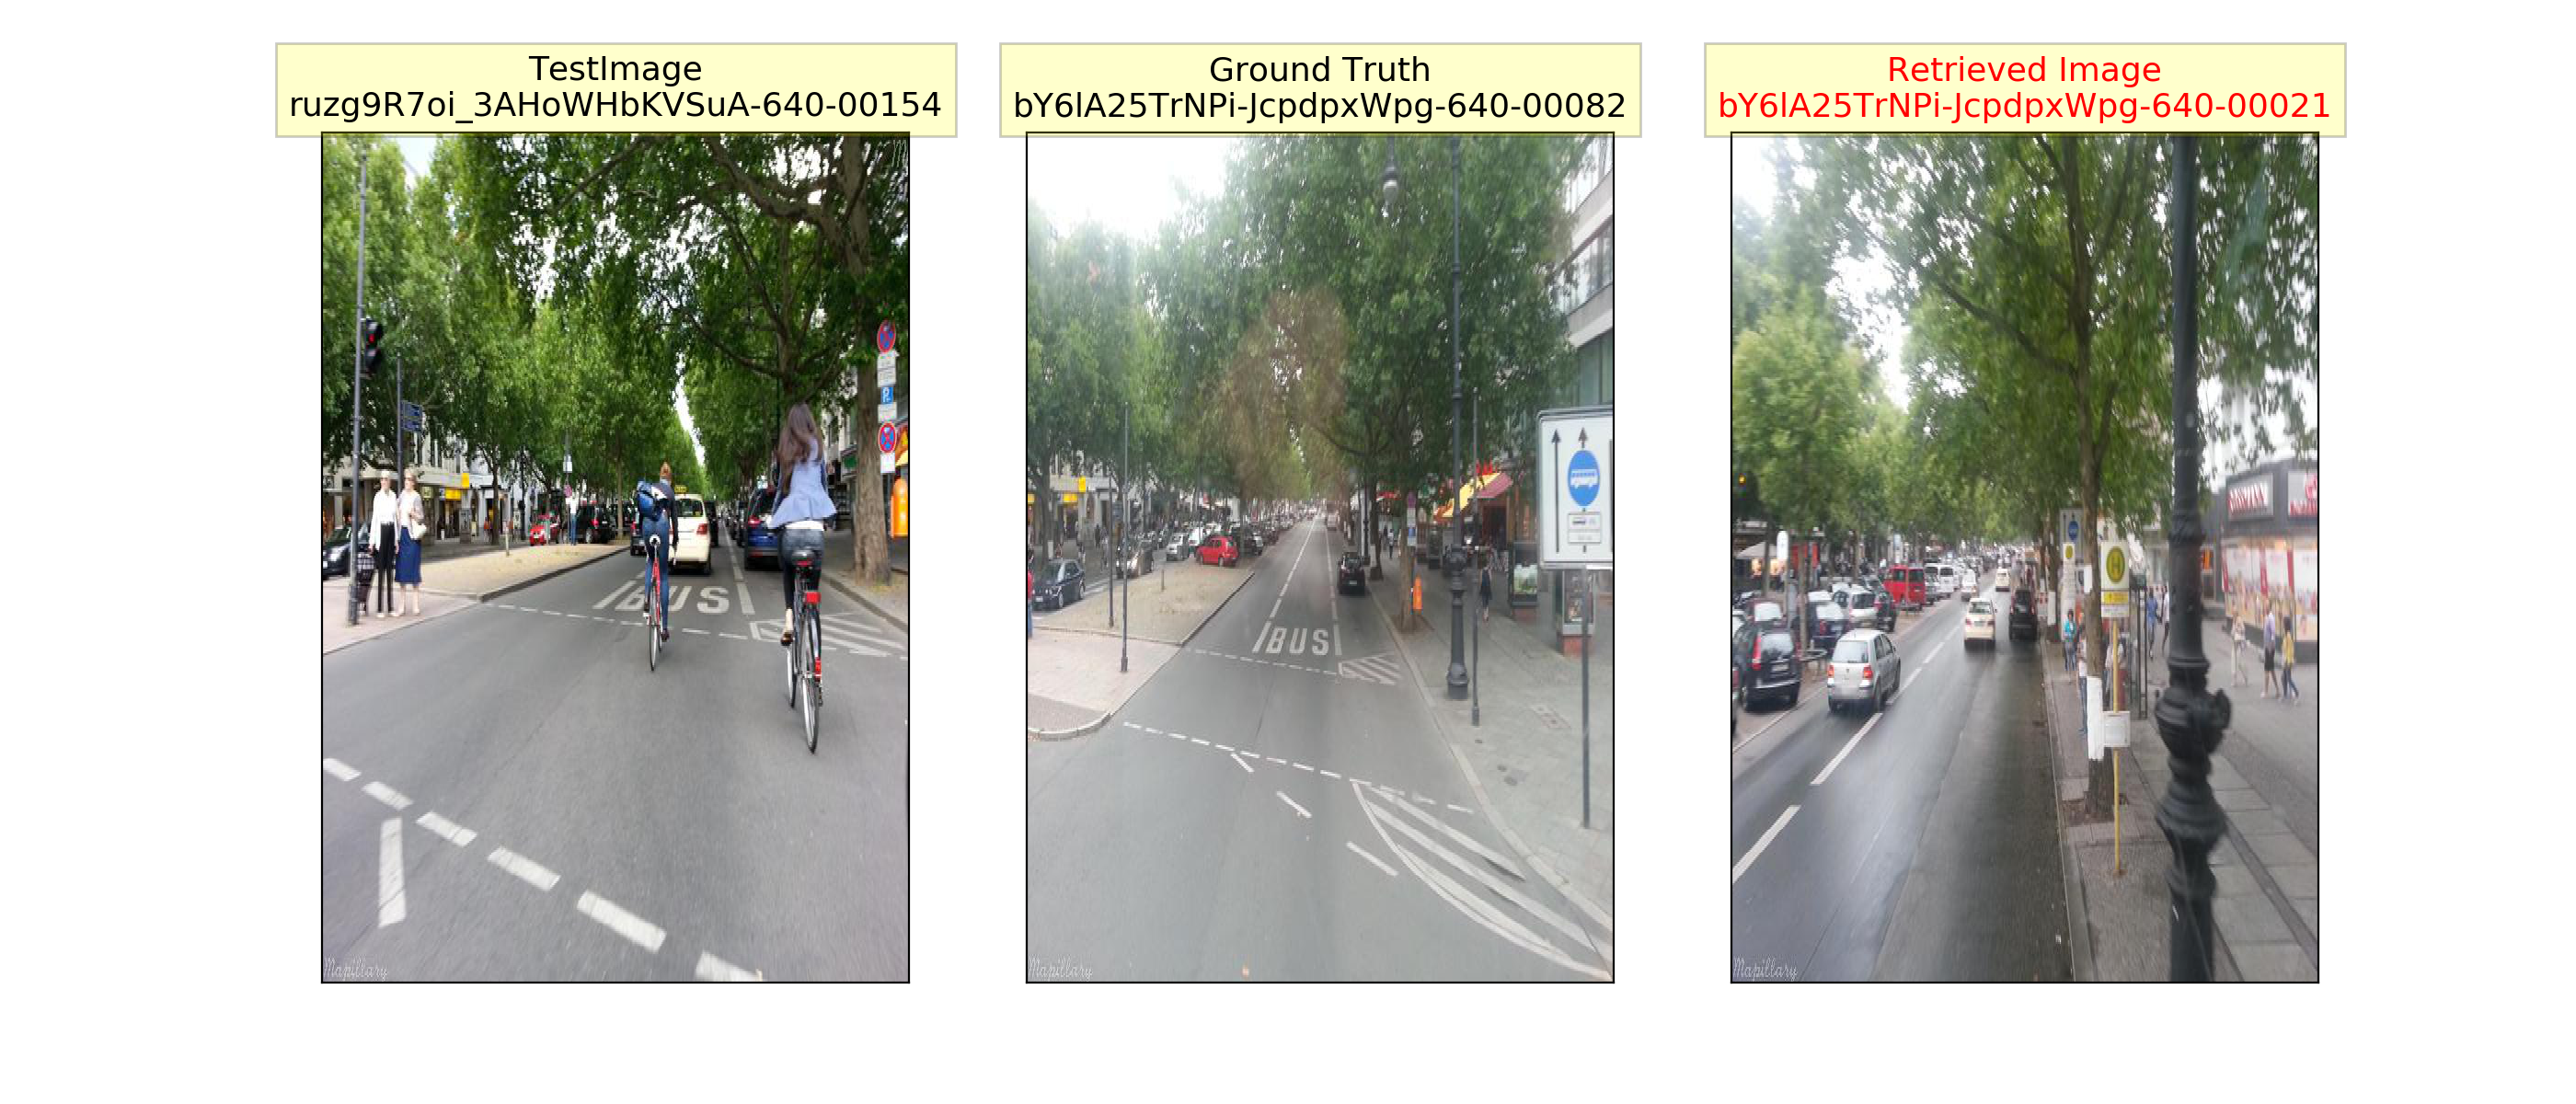 TestImage
ruzg9R7oi_3AHoWHbKVSuA-640-00154
Ground Truth
bY6lA25TrNPi-JcpdpxWpg-640-00082
Retrieved Image
bY6lA25TrNPi-JcpdpxWpg-640-00021
P
BUS
Mapillary
BUS
Mapillary
H
Mapillary